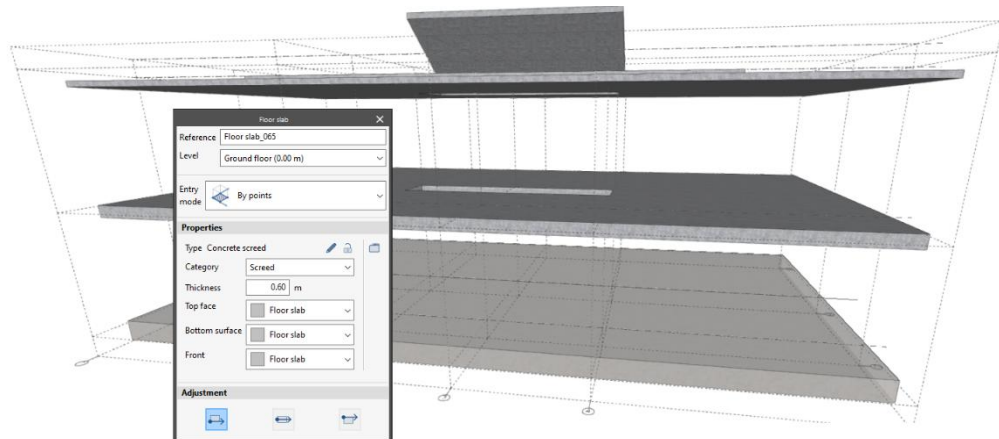 Floor slab
Reference Floor slab_065
Level Ground floor (0.00 m)
Entry mode By points
Properties
Type Concrete screed
Category Screed
Thickness 0.60 m
Top face Floor slab
Bottom surface Floor slab
Front Floor slab
Adjustment